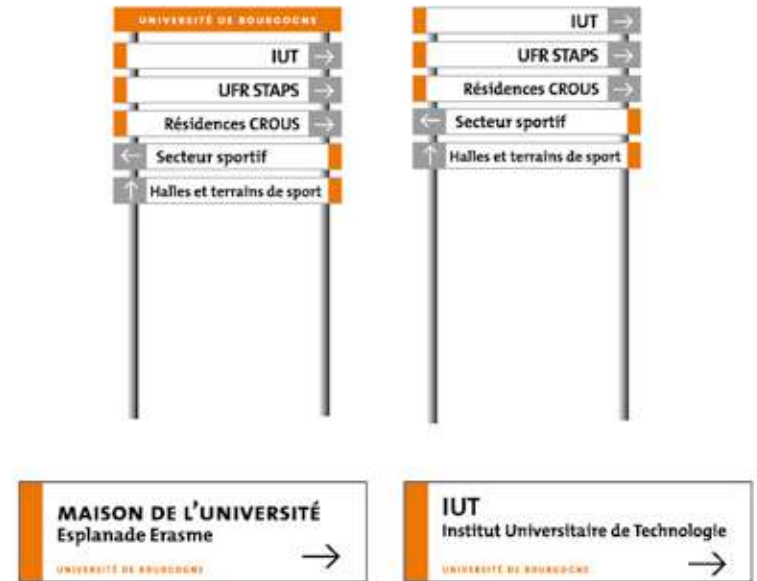 UNIVERSITÉ DE BOURGOGNE
IUT →
UFR STAPS →
Résidences CROUS →
← Secteur sportif
↑ Halles et terrains de sport
IUT →
UFR STAPS →
Résidences CROUS →
← Secteur sportif
↑ Halles et terrains de sport
MAISON DE L'UNIVERSITÉ
Esplanade Erasme
UNIVERSITÉ DE BOURGOGNE →
IUT
Institut Universitaire de Technologie
UNIVERSITÉ DE BOURGOGNE →